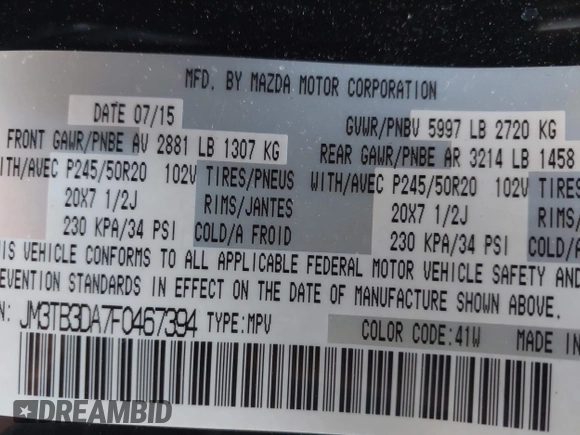 MFD. BY MAZDA MOTOR CORPORATION
DATE 07/15 GVWR/PNBV 5997 LB 2720 KG
FRONT GAWR/PNBE AV 2881 LB 1307 KG REAR GAWR/PNBE AR 3214 LB 1458
WITH/AVEC P245/50R20 102V TIRES/PNEUS WITH/AVEC P245/50R20 102V TIRES
20X7 1/2J RIMS/JANTES 20X7 1/2J RIMS/
230 KPA/34 PSI COLD/A FROID 230 KPA/34 PSI COLD/A
HIS VEHICLE CONFORMS TO ALL APPLICABLE FEDERAL MOTOR VEHICLE SAFETY AND
EVENTION STANDARDS IN EFFECT ON THE DATE OF MANUFACTURE SHOWN ABOVE.
N: JM3TB3DA7F0467394 TYPE:MPV COLOR CODE:41W MADE IN
DREAMBID